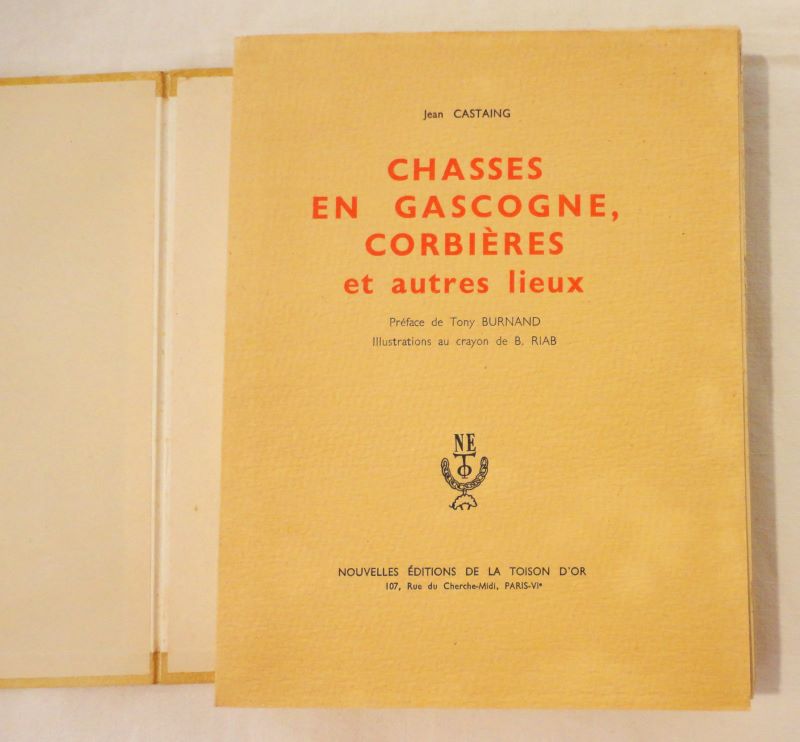 Jean CASTAING
CHASSES
EN GASCOGNE,
CORBIÈRES
et autres lieux
Préface de Tony BURNAND
Illustrations au crayon de B. RIAB
NE
TO
NOUVELLES ÉDITIONS DE LA TOISON D'OR
107, Rue du Cherche-Midi, PARIS-VIe